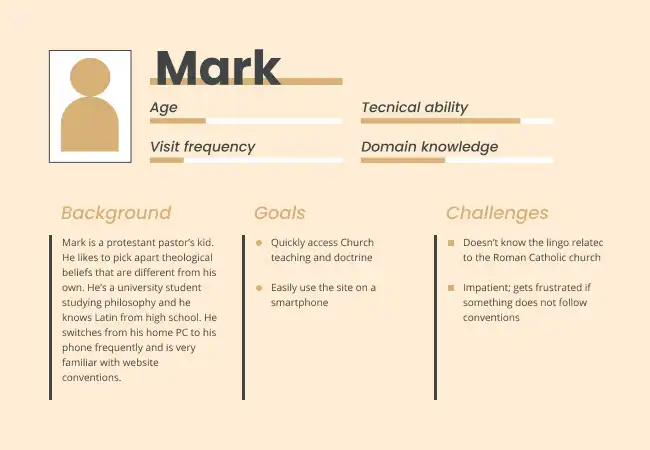 Mark
Age
Tecnical ability
Visit frequency
Domain knowledge
Background
Goals
Challenges
Mark is a protestant pastor's kid.
He likes to pick apart theological
beliefs that are different from his
own. He's a university student
studying philosophy and he
knows Latin from high school. He
switches from his home PC to his
phone frequently and is very
familiar with website
conventions.
Quickly access Church
teaching and doctrine
Easily use the site on a
smartphone
Doesn't know the lingo relatec
to the Roman Catholic church
Impatient; gets frustrated if
something does not follow
conventions